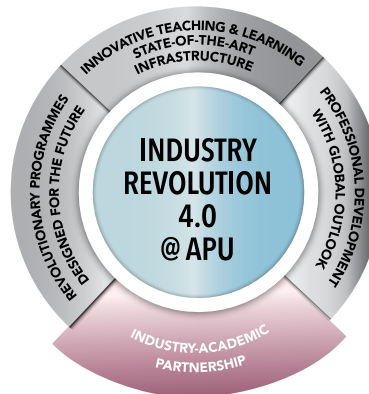 INNOVATIVE TEACHING & LEARNING
STATE-OF-THE-ART
INFRASTRUCTURE
REVOLUTIONARY PROGRAMMES
DESIGNED FOR THE FUTURE
INDUSTRY
REVOLUTION
4.0
@ APU
PROFESSIONAL DEVELOPMENT
WITH GLOBAL OUTLOOK
INDUSTRY-ACADEMIC
PARTNERSHIP